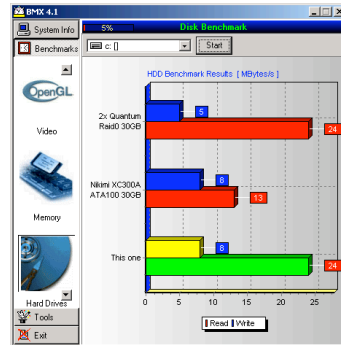 BMX 4.1
System Info
Benchmarks
OpenGL
Video
Memory
Hard Drives
Tools
Exit
5%
Disk Benchmark
c: []
Start
HDD Benchmark Results [ MBytes/s ]
2x Quantum
Raid0 30GB
5
24
Nikimi XC300A
ATA100 30GB
8
13
This one
8
24
0 5 10 15 20 25
Read Write